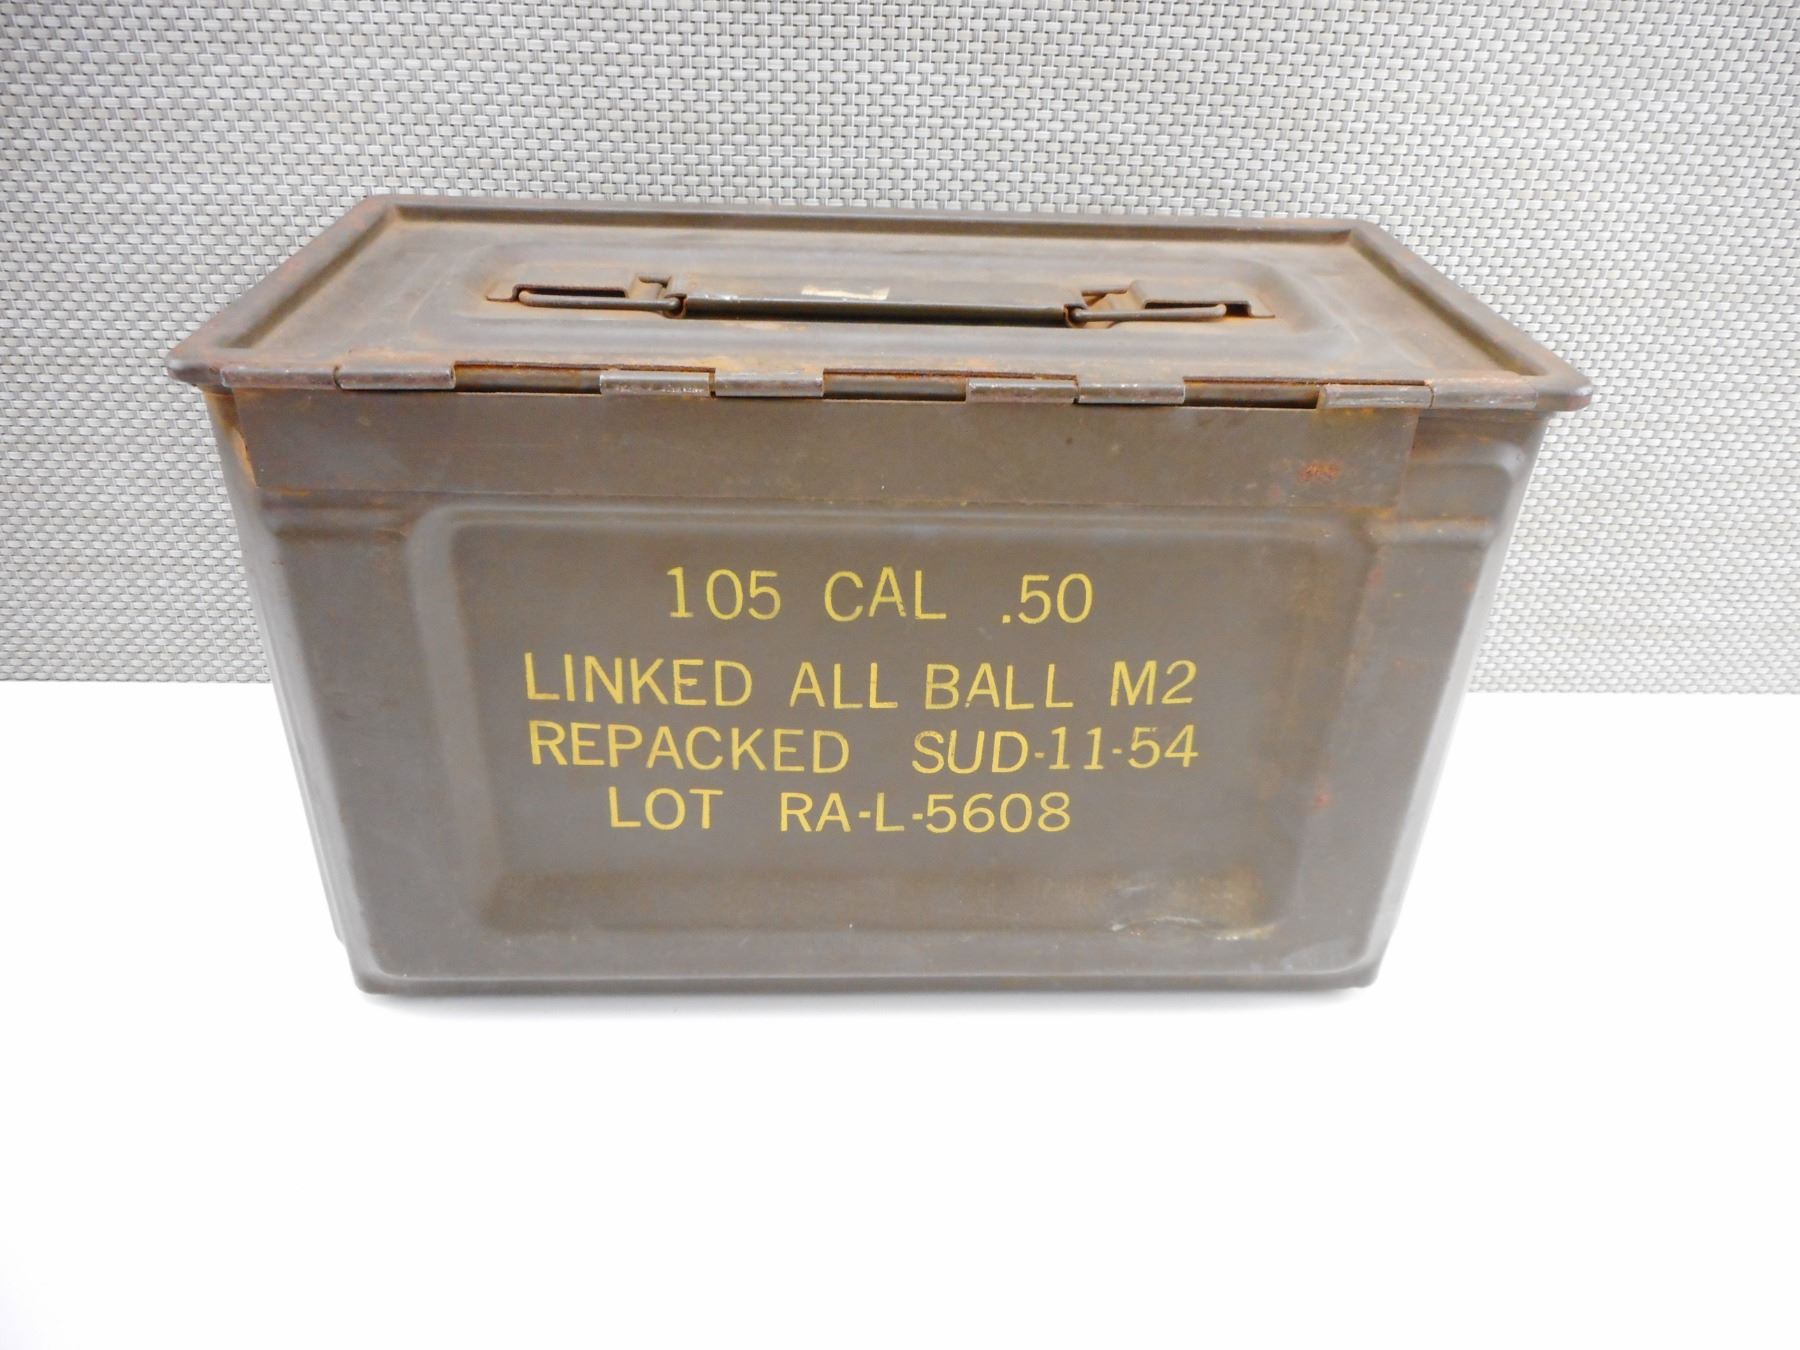 105 CAL .50
LINKED ALL BALL M2
REPACKED SUD-11-54
LOT RA-L-5608